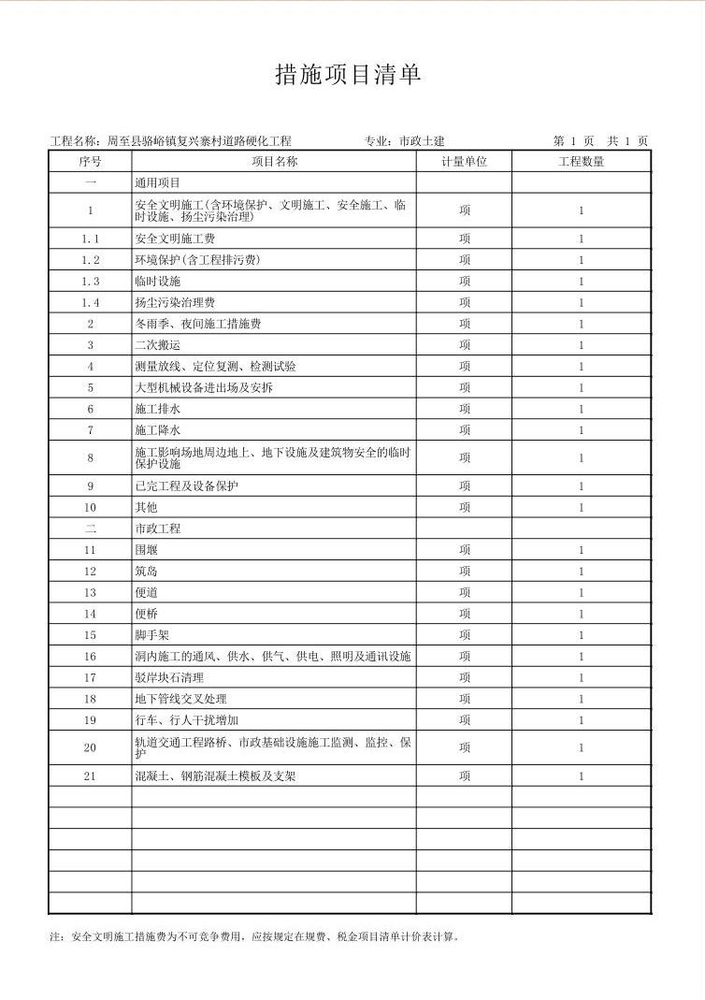 措施项目清单
工程名称：周至县骆峪镇复兴寨村道路硬化工程 专业：市政土建 第 1 页 共 1 页
序号 项目名称 计量单位 工程数量
一 通用项目
1 安全文明施工(含环境保护、文明施工、安全施工、临 项 1
时设施、扬尘污染治理)
1.1 安全文明施工费 项 1
1.2 环境保护(含工程排污费) 项 1
1.3 临时设施 项 1
1.4 扬尘污染治理费 项 1
2 冬雨季、夜间施工措施费 项 1
3 二次搬运 项 1
4 测量放线、定位复测、检测试验 项 1
5 大型机械设备进出场及安拆 项 1
6 施工排水 项 1
7 施工降水 项 1
8 施工影响场地周边地上、地下设施及建筑物安全的临时 项 1
保护设施
9 已完工程及设备保护 项 1
10 其他 项 1
二 市政工程
11 围堰 项 1
12 筑岛 项 1
13 便道 项 1
14 便桥 项 1
15 脚手架 项 1
16 洞内施工的通风、供水、供气、供电、照明及通讯设施 项 1
17 驳岸块石清理 项 1
18 地下管线交叉处理 项 1
19 行车、行人干扰增加 项 1
20 轨道交通工程路桥、市政基础设施施工监测、监控、保 项 1
护
21 混凝土、钢筋混凝土模板及支架 项 1
注：安全文明施工措施费为不可竞争费用，应按规定在规费、税金项目清单计价表计算。